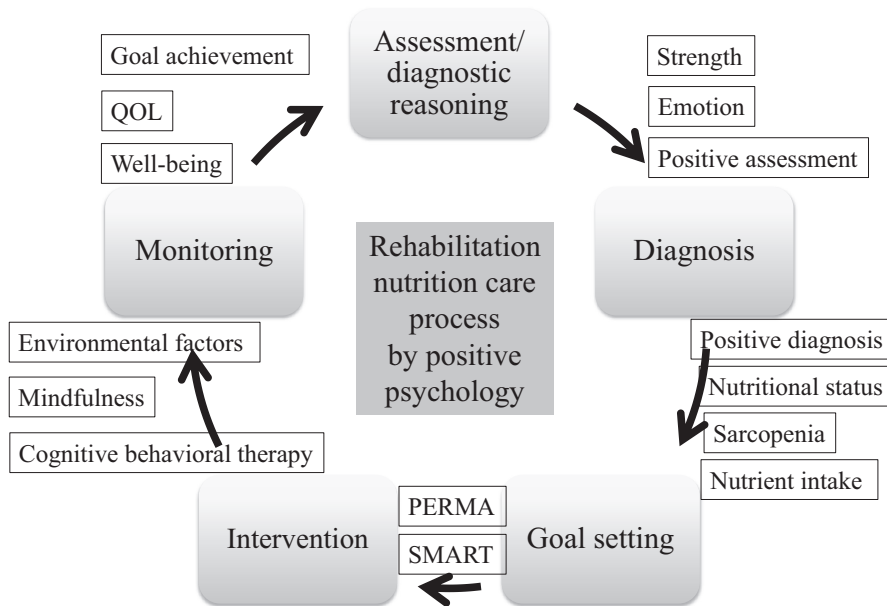 Assessment/
diagnostic
reasoning
Strength
Emotion
Positive assessment
Diagnosis
Positive diagnosis
Nutritional status
Sarcopenia
Nutrient intake
Goal setting
PERMA
SMART
Intervention
Environmental factors
Mindfulness
Cognitive behavioral therapy
Monitoring
Goal achievement
QOL
Well-being
Rehabilitation
nutrition care
process
by positive
psychology